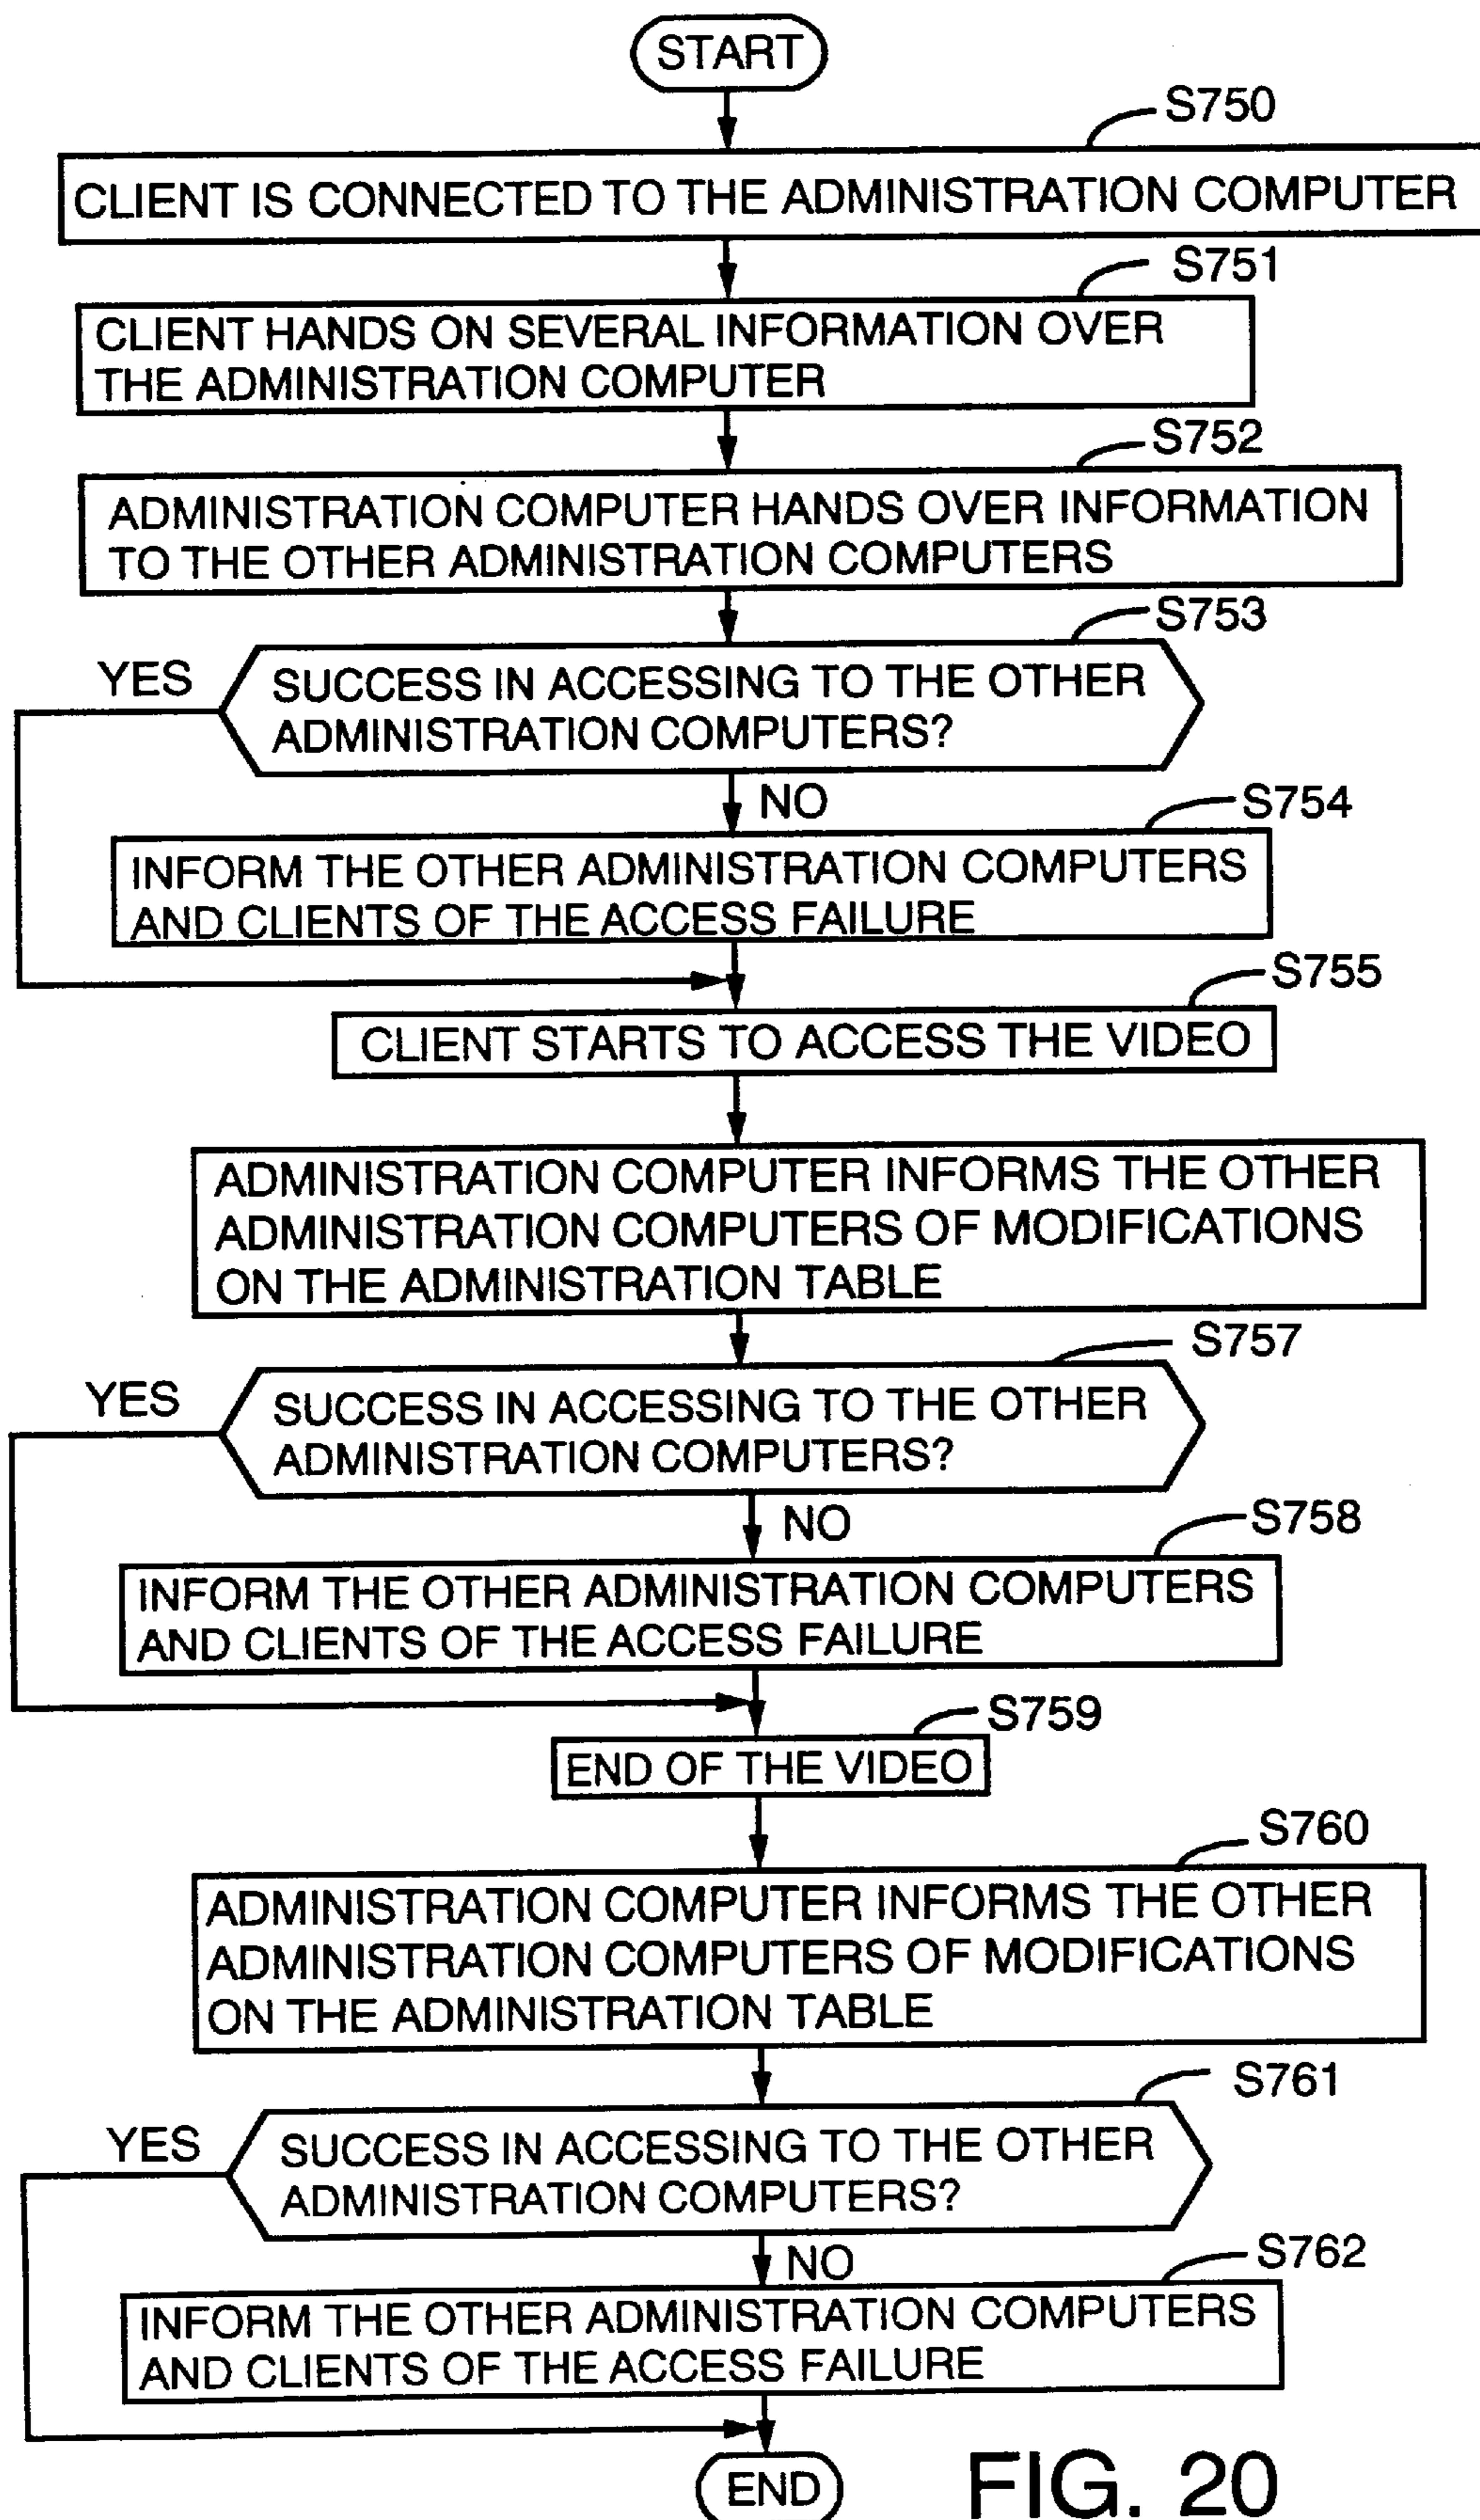 START
S750
CLIENT IS CONNECTED TO THE ADMINISTRATION COMPUTER
S751
CLIENT HANDS ON SEVERAL INFORMATION OVER
THE ADMINISTRATION COMPUTER
S752
ADMINISTRATION COMPUTER HANDS OVER INFORMATION
TO THE OTHER ADMINISTRATION COMPUTERS
S753
YES
SUCCESS IN ACCESSING TO THE OTHER
ADMINISTRATION COMPUTERS?
NO
S754
INFORM THE OTHER ADMINISTRATION COMPUTERS
AND CLIENTS OF THE ACCESS FAILURE
S755
CLIENT STARTS TO ACCESS THE VIDEO
ADMINISTRATION COMPUTER INFORMS THE OTHER
ADMINISTRATION COMPUTERS OF MODIFICATIONS
ON THE ADMINISTRATION TABLE
S757
YES
SUCCESS IN ACCESSING TO THE OTHER
ADMINISTRATION COMPUTERS?
NO
S758
INFORM THE OTHER ADMINISTRATION COMPUTERS
AND CLIENTS OF THE ACCESS FAILURE
S759
END OF THE VIDEO
S760
ADMINISTRATION COMPUTER INFORMS THE OTHER
ADMINISTRATION COMPUTERS OF MODIFICATIONS
ON THE ADMINISTRATION TABLE
S761
YES
SUCCESS IN ACCESSING TO THE OTHER
ADMINISTRATION COMPUTERS?
NO
S762
INFORM THE OTHER ADMINISTRATION COMPUTERS
AND CLIENTS OF THE ACCESS FAILURE
END
FIG. 20